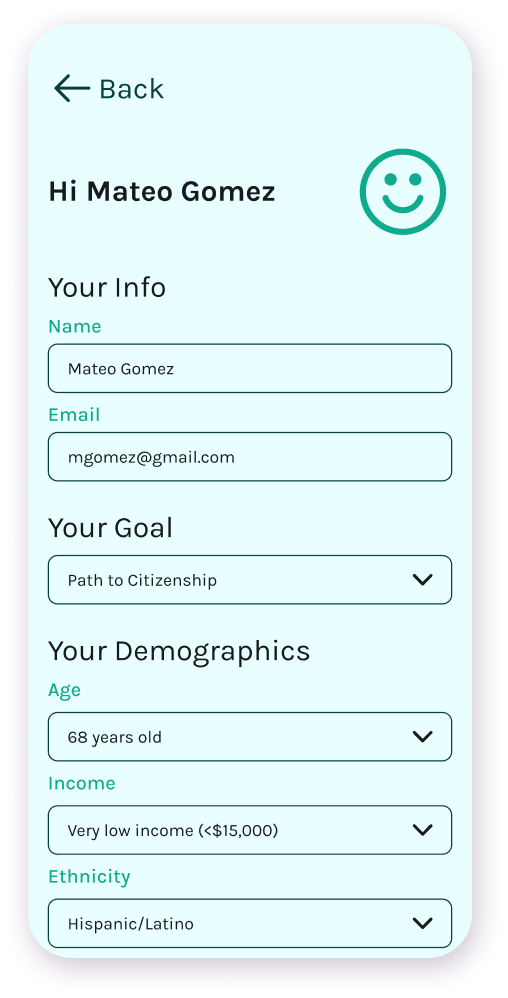 Back
Hi Mateo Gomez
Your Info
Name
Mateo Gomez
Email
mgomez@gmail.com
Your Goal
Path to Citizenship
Your Demographics
Age
68 years old
Income
Very low income (<$15,000)
Ethnicity
Hispanic/Latino